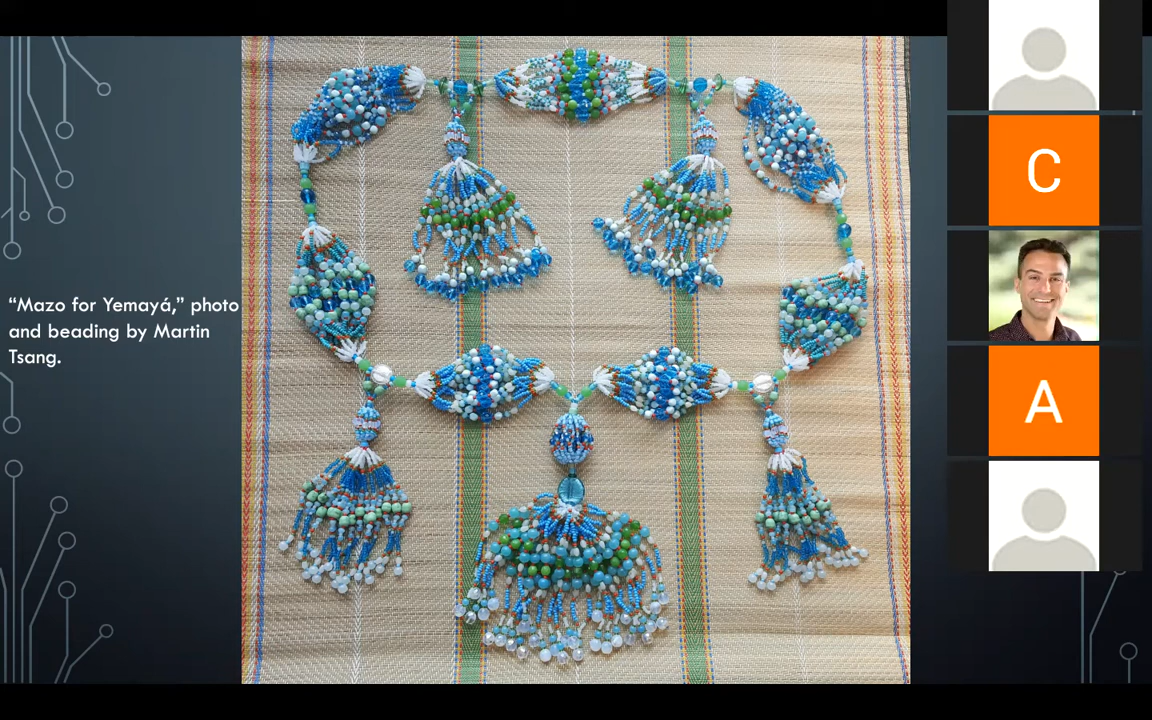 “Mazo for Yemayá,” photo
and beading by Martin
Tsang.
C
A